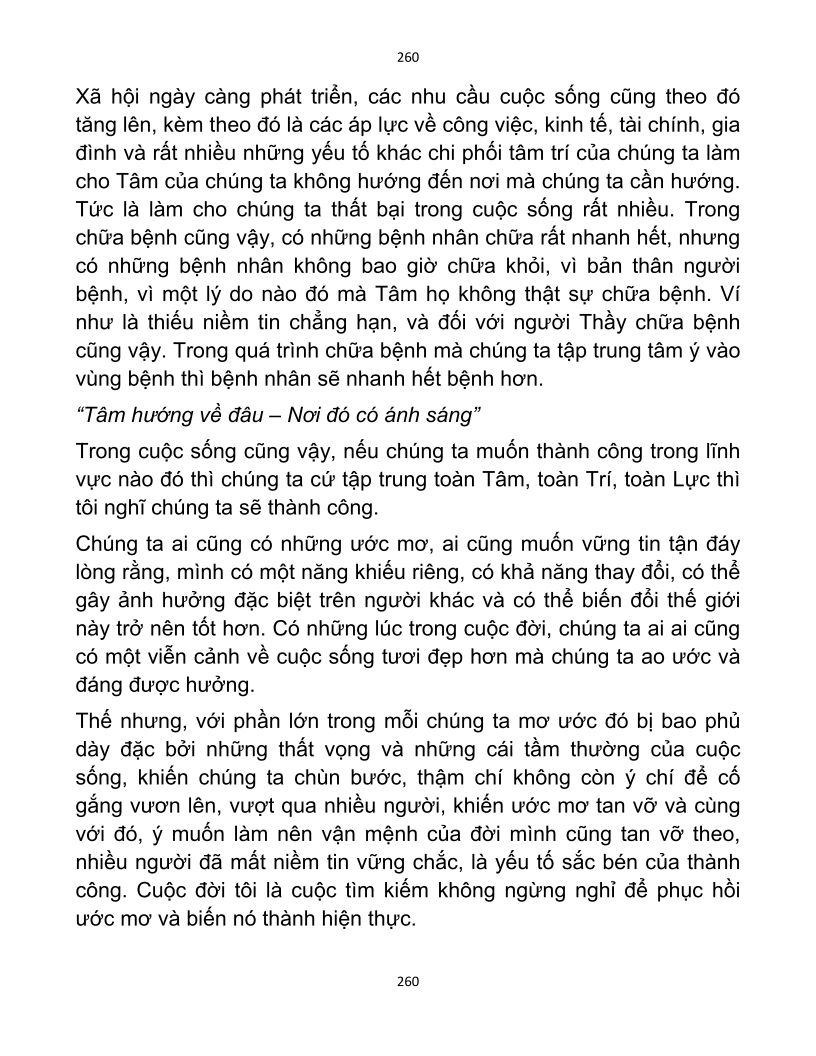 260
Xã hội ngày càng phát triển, các nhu cầu cuộc sống cũng theo đó
tăng lên, kèm theo đó là các áp lực về công việc, kinh tế, tài chính, gia
đình và rất nhiều những yếu tố khác chi phối tâm trí của chúng ta làm
cho Tâm của chúng ta không hướng đến nơi mà chúng ta cần hướng.
Tức là làm cho chúng ta thất bại trong cuộc sống rất nhiều. Trong
chữa bệnh cũng vậy, có những bệnh nhân chữa rất nhanh hết, nhưng
có những bệnh nhân không bao giờ chữa khỏi, vì bản thân người
bệnh, vì một lý do nào đó mà Tâm họ không thật sự chữa bệnh. Ví
như là thiếu niềm tin chẳng hạn, và đối với người Thầy chữa bệnh
cũng vậy. Trong quá trình chữa bệnh mà chúng ta tập trung tâm ý vào
vùng bệnh thì bệnh nhân sẽ nhanh hết bệnh hơn.
“Tâm hướng về đâu – Nơi đó có ánh sáng”
Trong cuộc sống cũng vậy, nếu chúng ta muốn thành công trong lĩnh
vực nào đó thì chúng ta cứ tập trung toàn Tâm, toàn Trí, toàn Lực thì
tôi nghĩ chúng ta sẽ thành công.
Chúng ta ai cũng có những ước mơ, ai cũng muốn vững tin tận đáy
lòng rằng, mình có một năng khiếu riêng, có khả năng thay đổi, có thể
gây ảnh hưởng đặc biệt trên người khác và có thể biến đổi thế giới
này trở nên tốt hơn. Có những lúc trong cuộc đời, chúng ta ai ai cũng
có một viễn cảnh về cuộc sống tươi đẹp hơn mà chúng ta ao ước và
đáng được hưởng.
Thế nhưng, với phần lớn trong mỗi chúng ta mơ ước đó bị bao phủ
dày đặc bởi những thất vọng và những cái tầm thường của cuộc
sống, khiến chúng ta chùn bước, thậm chí không còn ý chí để cố
gắng vươn lên, vượt qua nhiều người, khiến ước mơ tan vỡ và cùng
với đó, ý muốn làm nên vận mệnh của đời mình cũng tan vỡ theo,
nhiều người đã mất niềm tin vững chắc, là yếu tố sắc bén của thành
công. Cuộc đời tôi là cuộc tìm kiếm không ngừng nghỉ để phục hồi
ước mơ và biến nó thành hiện thực.
260